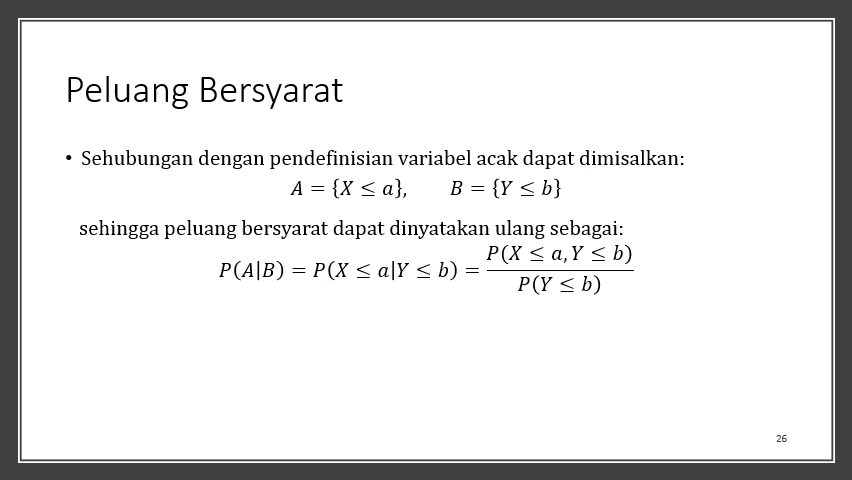 Peluang Bersyarat
• Sehubungan dengan pendefinisian variabel acak dapat dimisalkan:
𝐴 = {𝑋 ≤ 𝑎}, 𝐵 = {𝑌 ≤ 𝑏}
sehingga peluang bersyarat dapat dinyatakan ulang sebagai:
𝑃(𝐴|𝐵) = 𝑃(𝑋 ≤ 𝑎|𝑌 ≤ 𝑏) = 𝑃(𝑋 ≤ 𝑎, 𝑌 ≤ 𝑏) / 𝑃(𝑌 ≤ 𝑏)
26